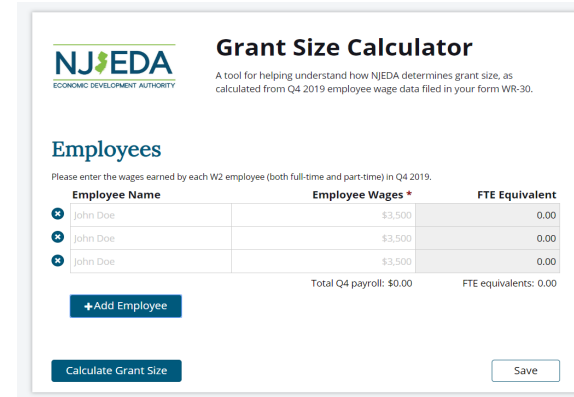 NJEDA
ECONOMIC DEVELOPMENT AUTHORITY
Grant Size Calculator
A tool for helping understand how NJEDA determines grant size, as
calculated from Q4 2019 employee wage data filed in your form WR-30.
Employees
Please enter the wages earned by each W2 employee (both full-time and part-time) in Q4 2019.
Employee Name Employee Wages * FTE Equivalent
John Doe $3,500 0.00
John Doe $3,500 0.00
John Doe $3,500 0.00
Total Q4 payroll: $0.00 FTE equivalents: 0.00
+Add Employee
Calculate Grant Size Save